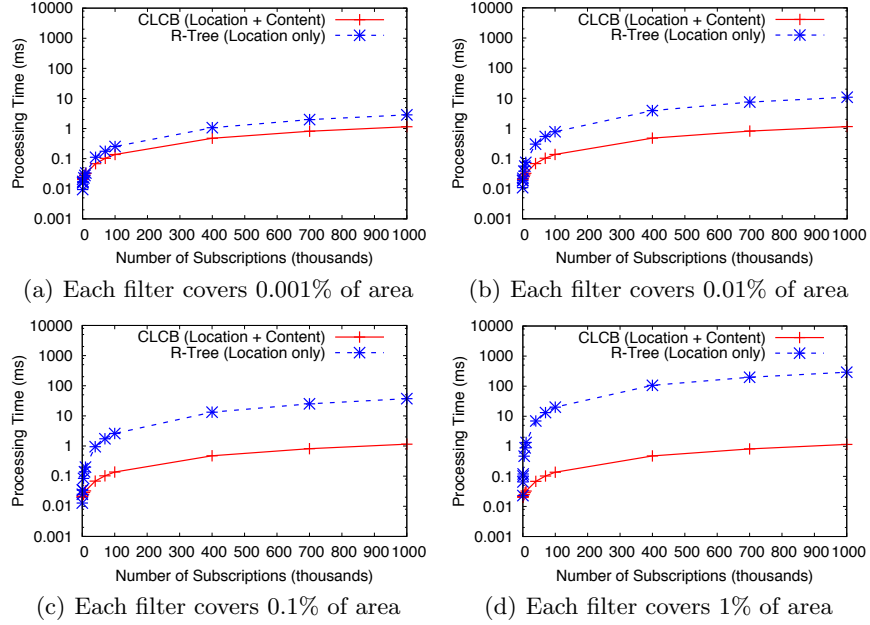 CLCB (Location + Content)
R-Tree (Location only)
Processing Time (ms)
10000
1000
100
10
1
0.1
0.01
0.001
0 100 200 300 400 500 600 700 800 900 1000
Number of Subscriptions (thousands)
(a) Each filter covers 0.001% of area
CLCB (Location + Content)
R-Tree (Location only)
Processing Time (ms)
10000
1000
100
10
1
0.1
0.01
0.001
0 100 200 300 400 500 600 700 800 900 1000
Number of Subscriptions (thousands)
(b) Each filter covers 0.01% of area
CLCB (Location + Content)
R-Tree (Location only)
Processing Time (ms)
10000
1000
100
10
1
0.1
0.01
0.001
0 100 200 300 400 500 600 700 800 900 1000
Number of Subscriptions (thousands)
(c) Each filter covers 0.1% of area
CLCB (Location + Content)
R-Tree (Location only)
Processing Time (ms)
10000
1000
100
10
1
0.1
0.01
0.001
0 100 200 300 400 500 600 700 800 900 1000
Number of Subscriptions (thousands)
(d) Each filter covers 1% of area